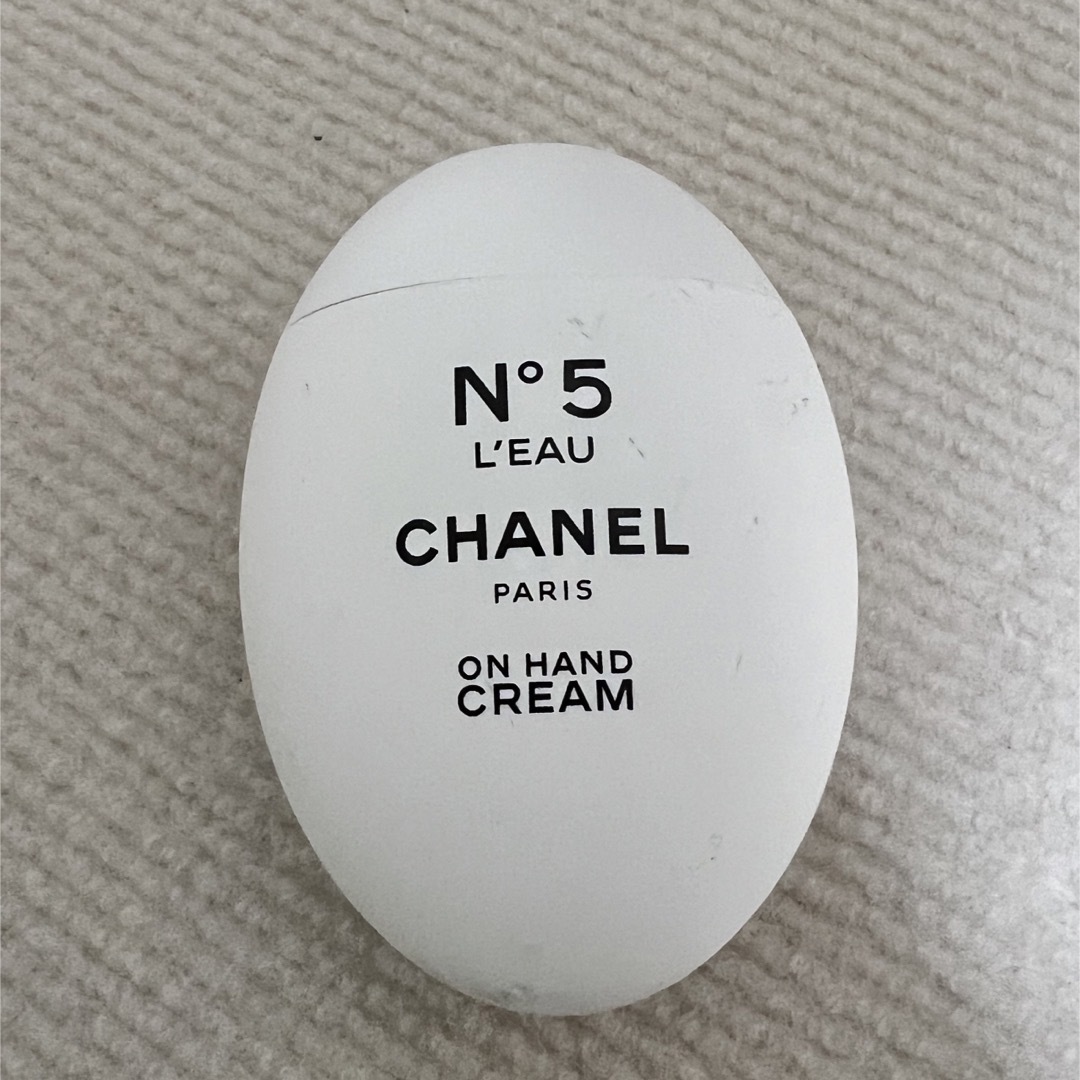 N° 5
L'EAU
CHANEL
PARIS
ON HAND
CREAM